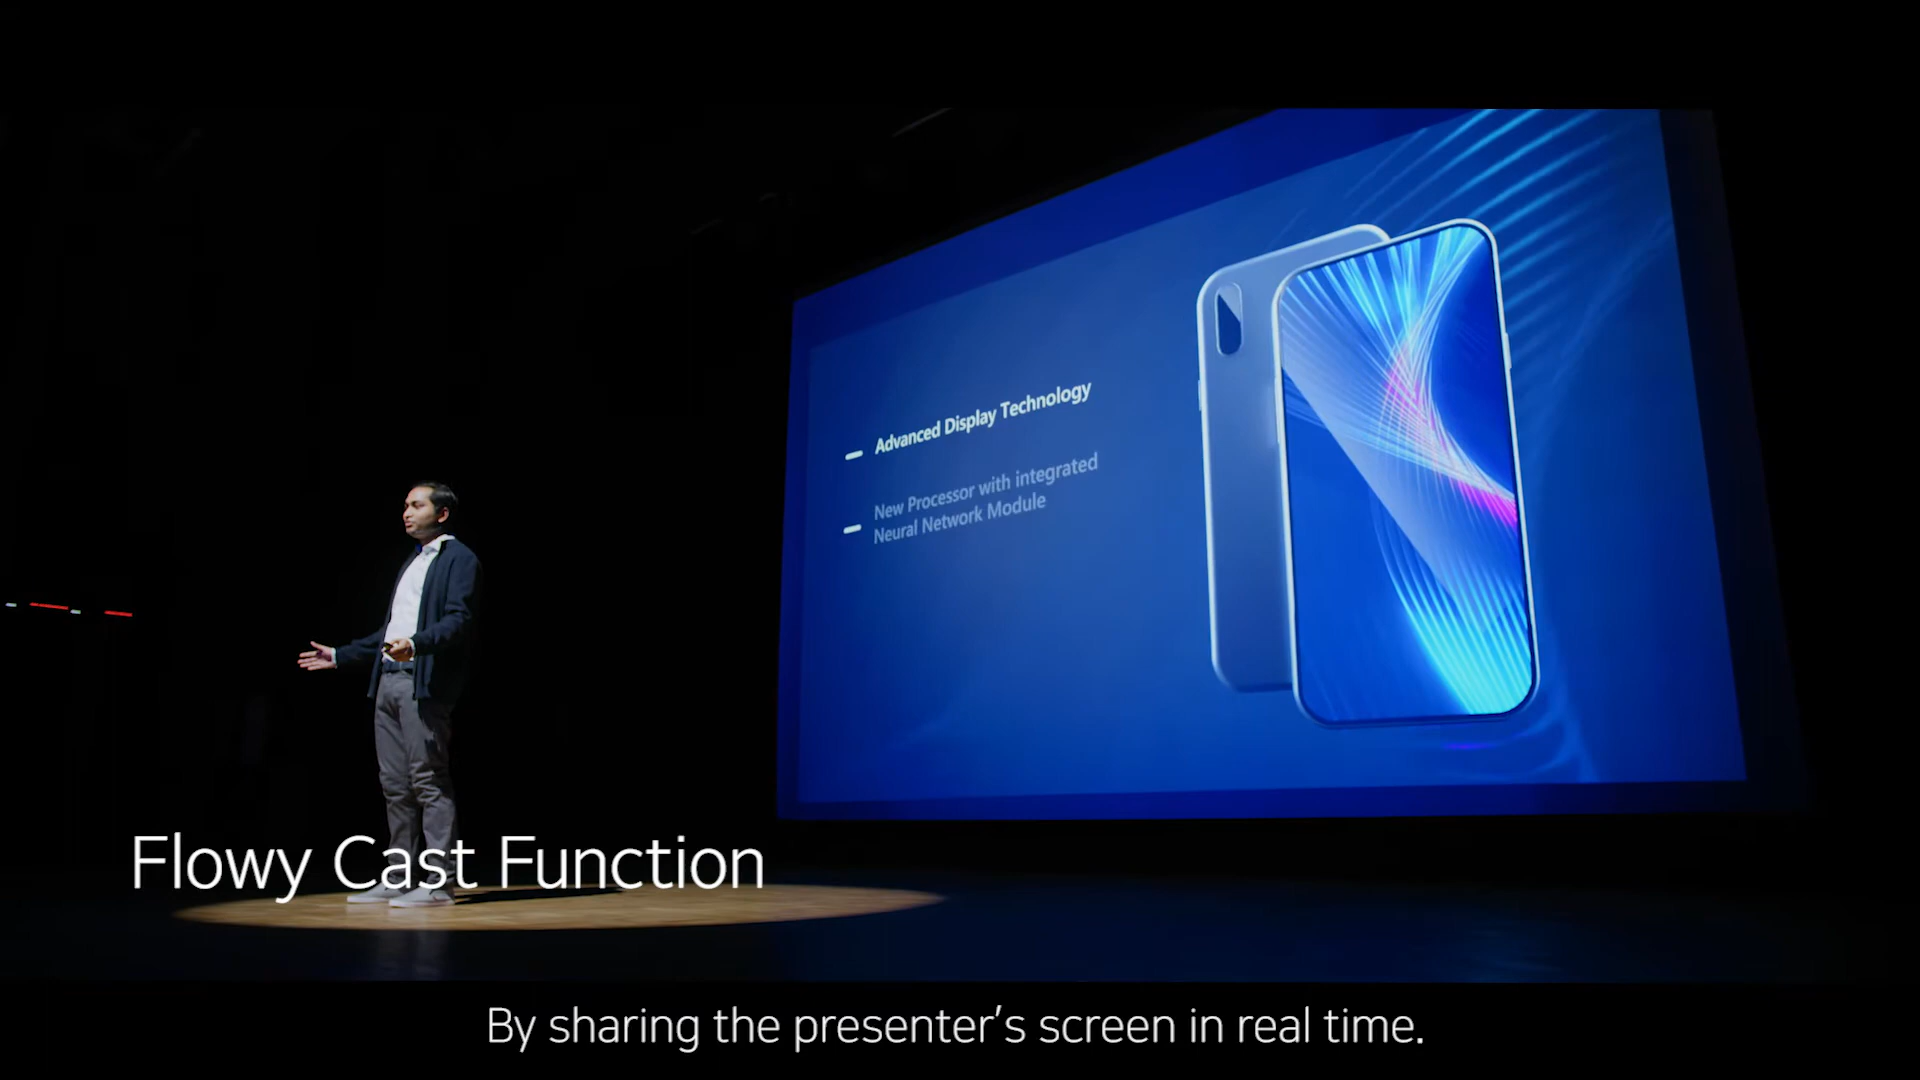 Advanced Display Technology
New Processor with integrated
Neural Network Module
Flowy Cast Function
By sharing the presenter's screen in real time.